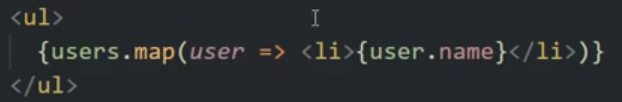 <ul>
{users.map(user => <li>{user.name}</li>)}
</ul>